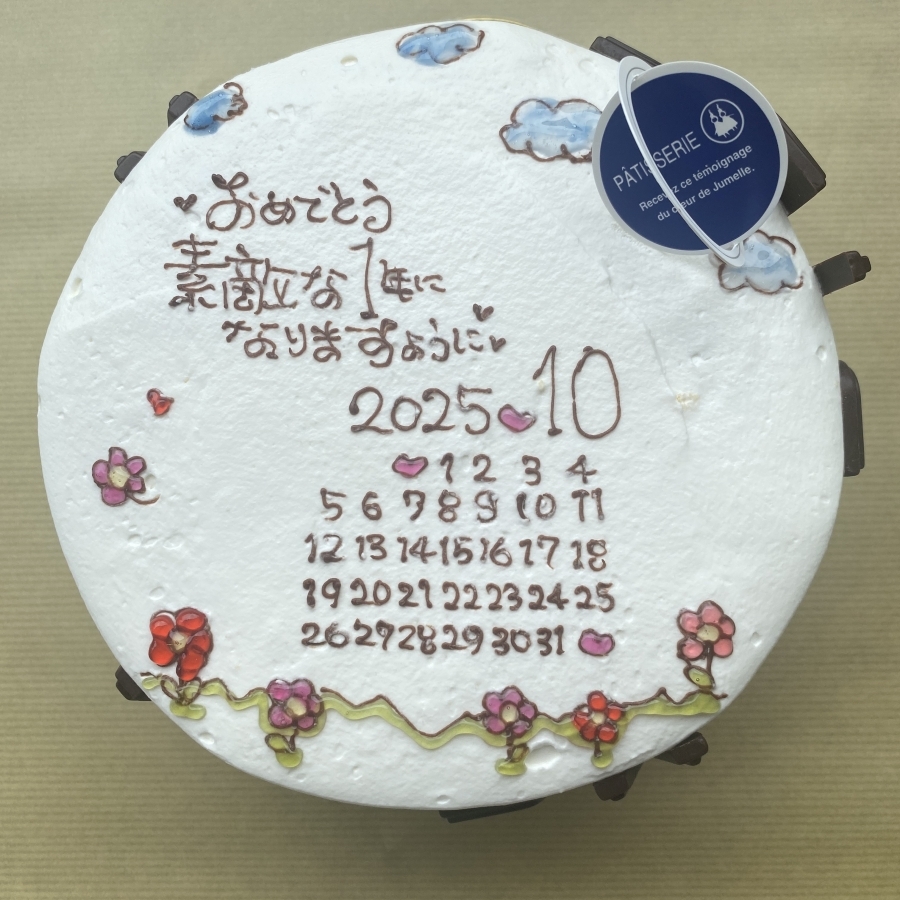 おめでとう
素敵な1年に
なりますように
2025 10
1 2 3 4
5 6 7 8 9 10 11
12 13 14 15 16 17 18
19 20 21 22 23 24 25
26 27 28 29 30 31
PÂTISSERIE
Recevez ce témoignage
du cœur de Jumelle.